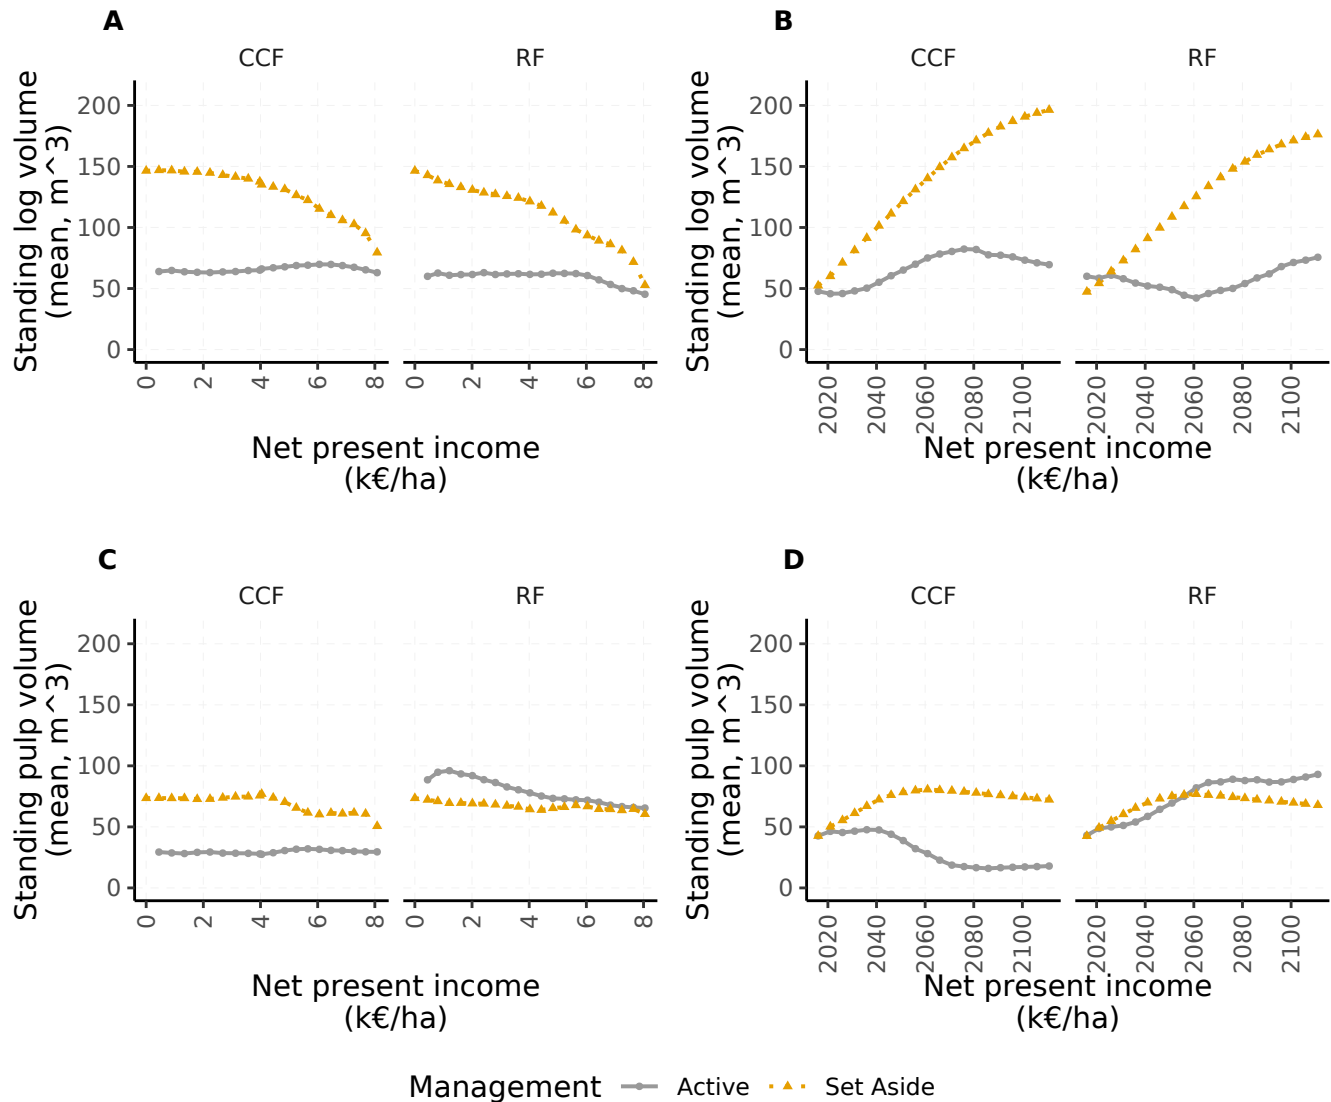 A
CCF
RF
Standing log volume
(mean, m^3)
200
150
100
50
0
0
2
4
6
8
0
2
4
6
8
Net present income
(k€/ha)
B
CCF
RF
Standing log volume
(mean, m^3)
200
150
100
50
0
2020
2040
2060
2080
2100
2020
2040
2060
2080
2100
Net present income
(k€/ha)
C
CCF
RF
Standing pulp volume
(mean, m^3)
200
150
100
50
0
0
2
4
6
8
0
2
4
6
8
Net present income
(k€/ha)
D
CCF
RF
Standing pulp volume
(mean, m^3)
200
150
100
50
0
2020
2040
2060
2080
2100
2020
2040
2060
2080
2100
Net present income
(k€/ha)
Management Active Set Aside